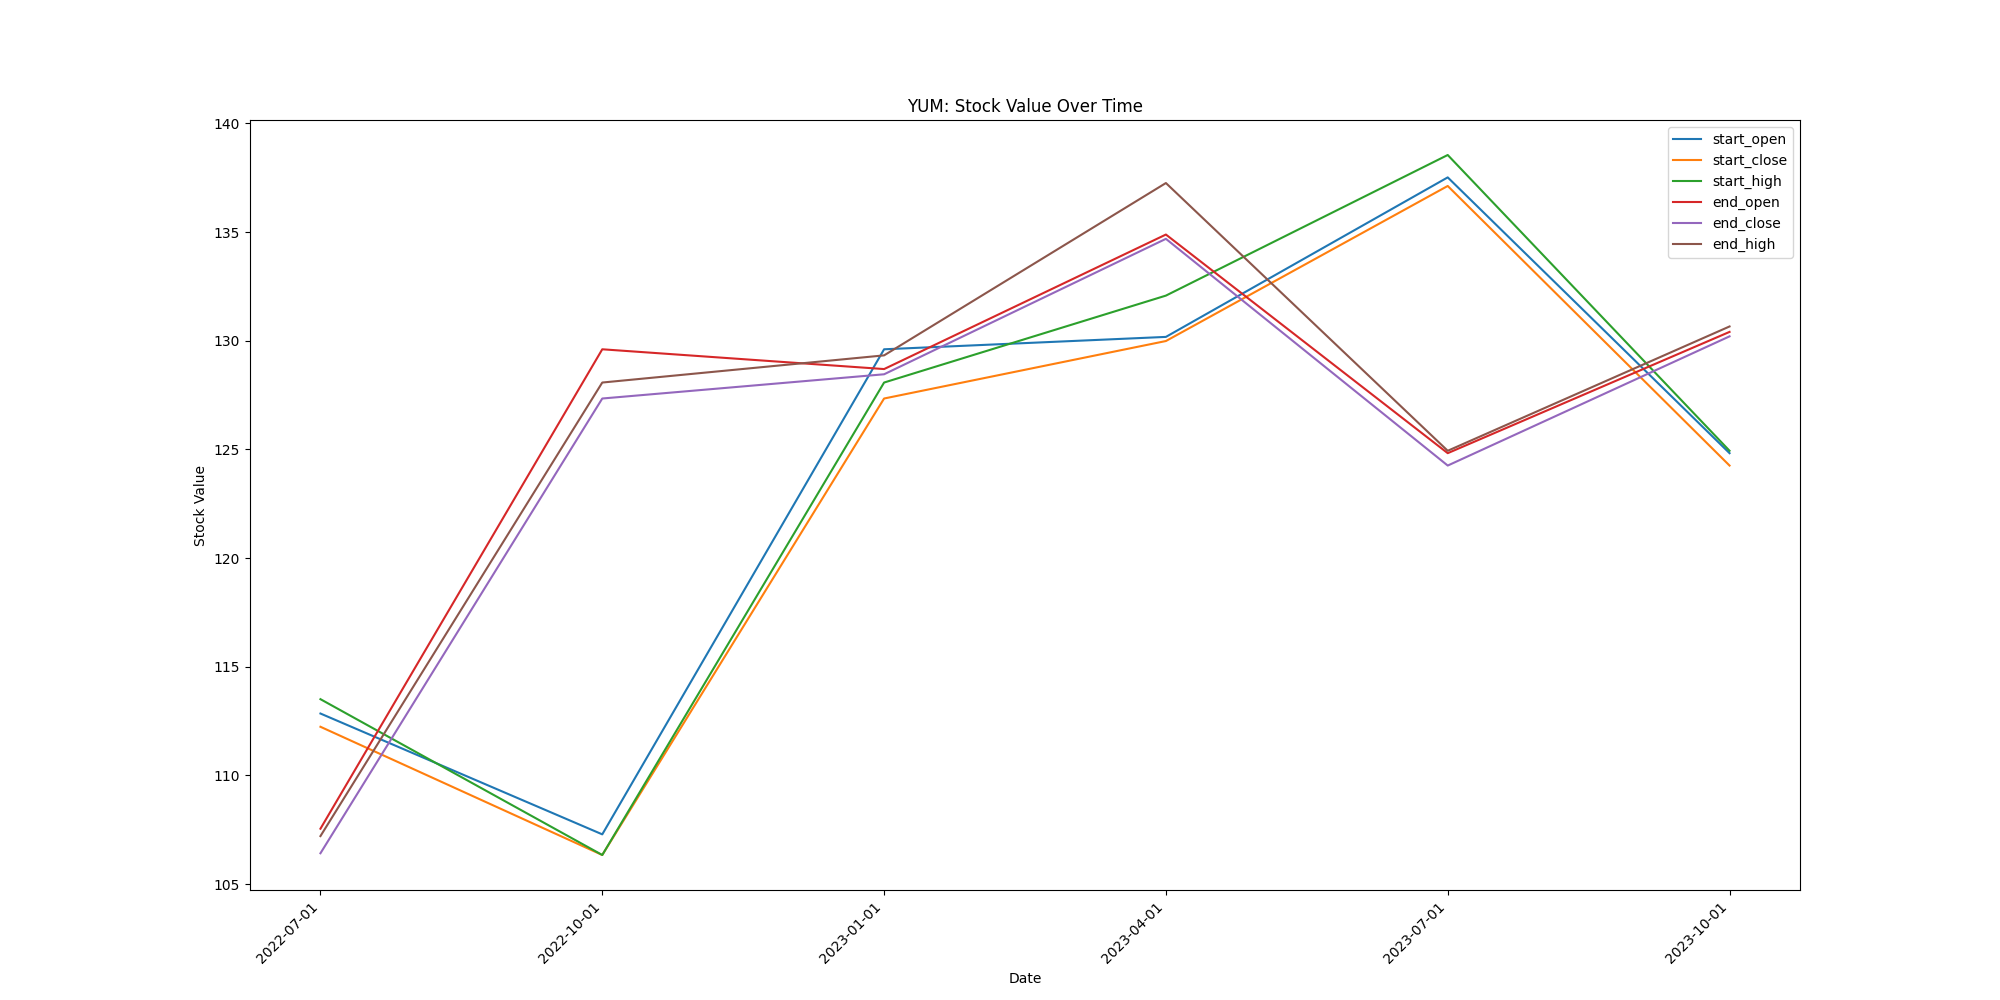 YUM: Stock Value Over Time
140
135
130
125
120
115
110
105
Stock Value
start_open
start_close
start_high
end_open
end_close
end_high
2022-07-01
2022-10-01
2023-01-01
2023-04-01
2023-07-01
2023-10-01
Date